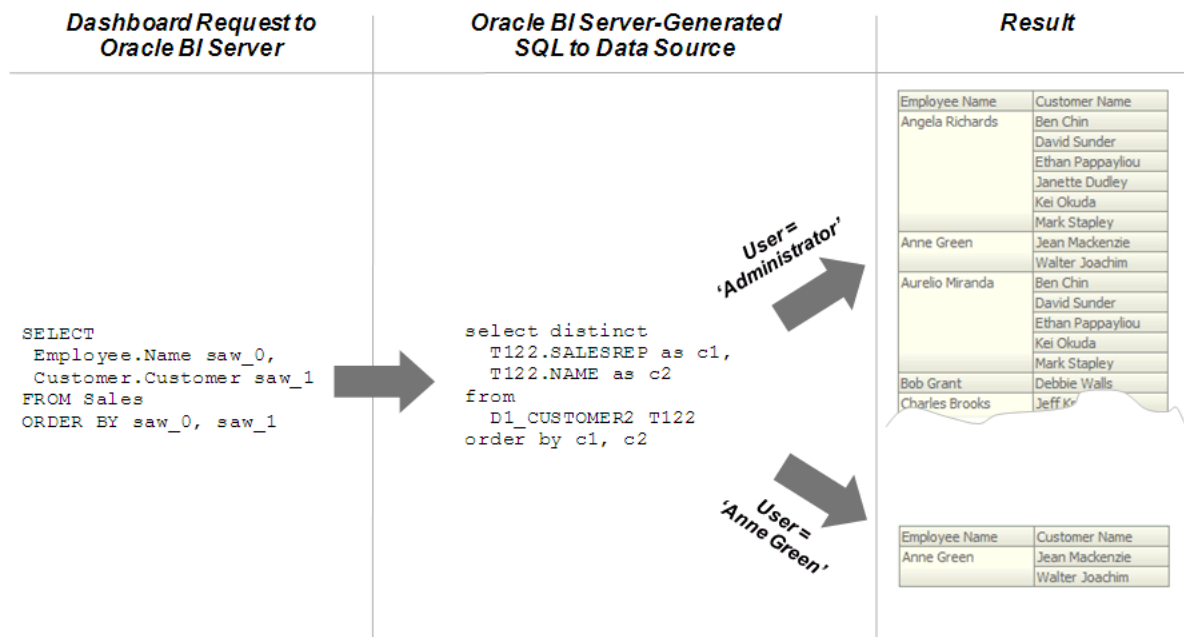 Dashboard Request to
Oracle BI Server
Oracle BI Server-Generated
SQL to Data Source
Result
SELECT
Employee.Name saw_0,
Customer.Customer saw_1
FROM Sales
ORDER BY saw_0, saw_1
select distinct
T122.SALESREP as c1,
T122.NAME as c2
from
D1_CUSTOMER2 T122
order by c1, c2
User =
‘Administrator’
User =
‘Anne Green’
Employee Name Customer Name
Angela Richards Ben Chin
David Sunder
Ethan Pappayliou
Janette Dudley
Kei Okuda
Mark Stapley
Anne Green Jean Mackenzie
Walter Joachim
Aurelio Miranda Ben Chin
David Sunder
Ethan Pappayliou
Kei Okuda
Mark Stapley
Bob Grant Debbie Walls
Charles Brooks Jeff
Employee Name Customer Name
Anne Green Jean Mackenzie
Walter Joachim